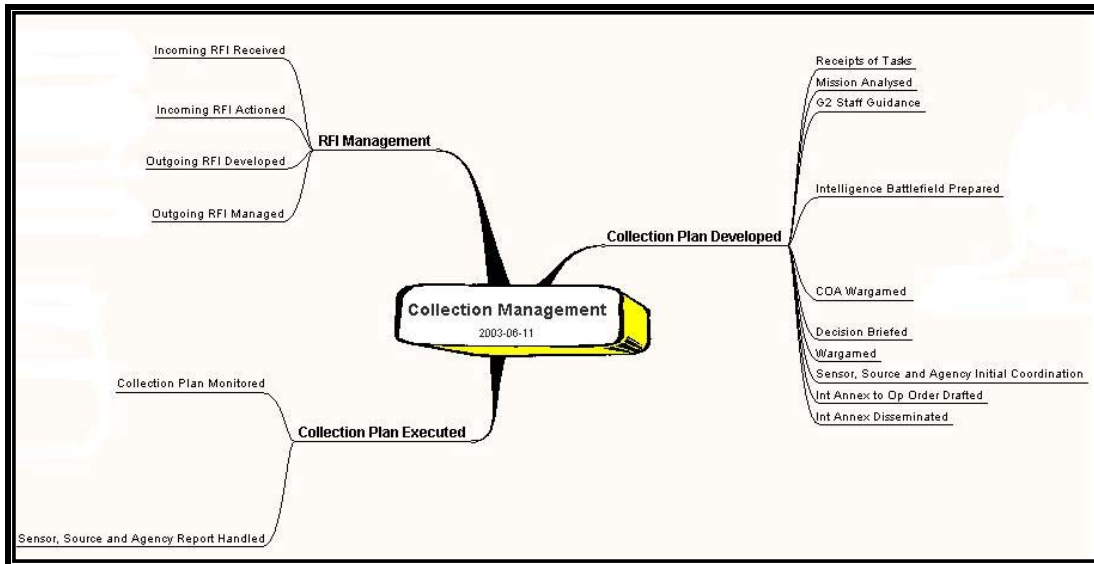 Incoming RFI Received
Incoming RFI Actioned
RFI Management
Outgoing RFI Developed
Outgoing RFI Managed
Receipts of Tasks
Mission Analysed
G2 Staff Guidance
Intelligence Battlefield Prepared
Collection Plan Developed
COA Wargamed
Decision Briefed
Wargamed
Sensor, Source and Agency Initial Coordination
Int Annex to Op Order Drafted
Int Annex Disseminated
Collection Management
2003-06-11
Collection Plan Monitored
Collection Plan Executed
Sensor, Source and Agency Report Handled